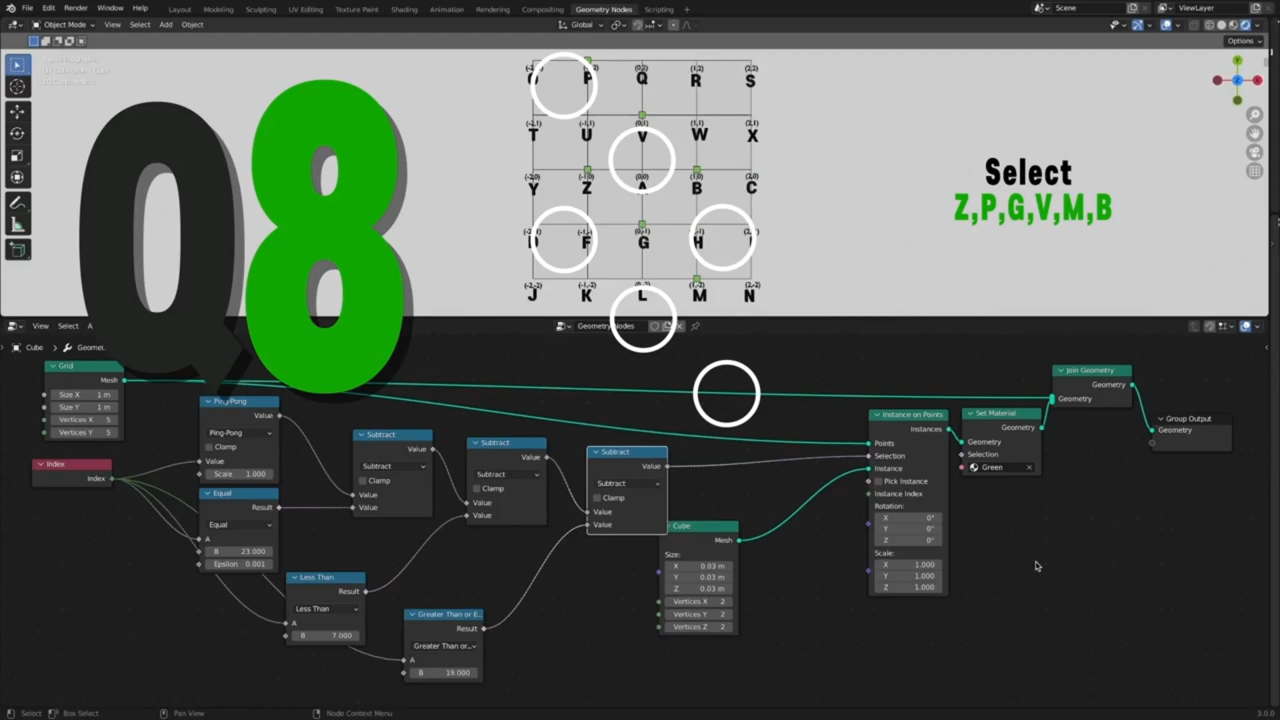 File Edit Render Window Help Layout Modeling Sculpting UV Editing Texture Paint Shading Animation Rendering Compositing Geometry Nodes Scripting Scene ViewLayer
Object Mode View Select Add Object Global
Options
Q8
P Q R S
T U V W X
Y Z A B C
F G H
J K L M N
Select
Z,P,G,V,M,B
View Select A Geometry Nodes
Cube Geomet.
Grid
Mesh
Size X 1 m
Size Y 1 m
Vertices X 5
Vertices Y 5
Index
Index
Ping-Pong
Value
Ping-Pong
Clamp
Value
Scale 1.000
Equal
Result
Equal
A
B 23.000
Epsilon 0.001
Less Than
Result
Less Than
A
B 7.000
Subtract
Value
Subtract
Clamp
Value
Value
Greater Than or E..
Result
Greater Than or...
A
B 19.000
Subtract
Value
Subtract
Clamp
Value
Value
Subtract
Value
Subtract
Clamp
Value
Value
Cube
Mesh
Size:
X 0.03 m
Y 0.03 m
Z 0.03 m
Vertices X 2
Vertices Y 2
Vertices Z 2
Instance on Points
Instances
Points
Selection
Instance
Pick Instance
Instance Index
Rotation:
X 0°
Y 0°
Z 0°
Scale:
X 1.000
Y 1.000
Z 1.000
Set Material
Geometry
Geometry
Selection
Green
Join Geometry
Geometry
Geometry
Group Output
Geometry
Select Box Select Pan View Node Context Menu 3.0.0